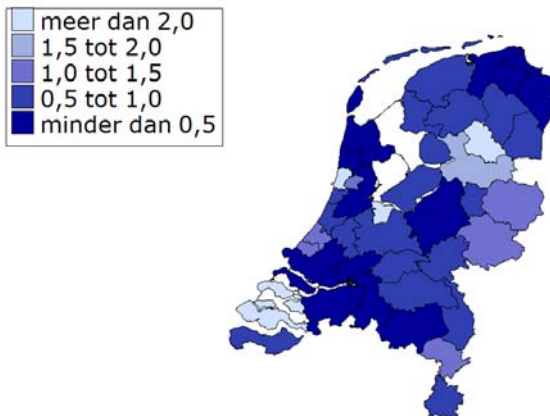 meer dan 2,0
1,5 tot 2,0
1,0 tot 1,5
0,5 tot 1,0
minder dan 0,5